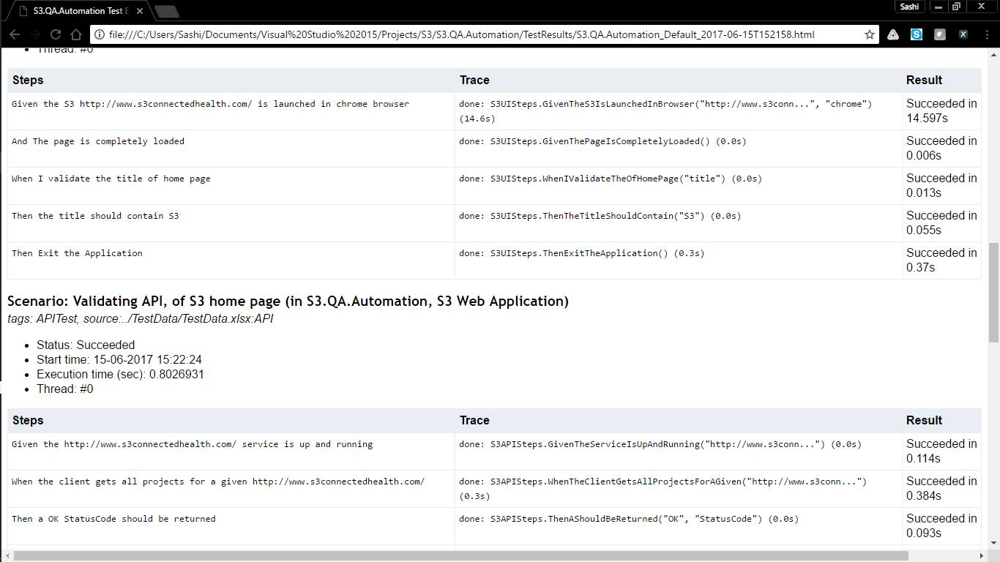 S3.QA.Automation Test E
Sashi
file:///C:/Users/Sashi/Documents/Visual%20Studio%202015/Projects/S3/S3.QA.Automation/TestResults/S3.QA.Automation_Default_2017-06-15T152158.html
Thread: #0
Steps Trace Result
Given the S3 http://www.s3connectedhealth.com/ is launched in chrome browser done: S3UISteps.GivenTheS3IsLaunchedInBrowser("http://www.s3conn...", "chrome") Succeeded in
(14.6s) 14.597s
And The page is completely loaded done: S3UISteps.GivenThePageIsCompletelyLoaded() (0.0s) Succeeded in
0.006s
When I validate the title of home page done: S3UISteps.WhenIValidateTheOfHomePage("title") (0.0s) Succeeded in
0.013s
Then the title should contain S3 done: S3UISteps.ThenTheTitleShouldContain("S3") (0.0s) Succeeded in
0.055s
Then Exit the Application done: S3UISteps.ThenExitTheApplication() (0.3s) Succeeded in
0.37s
Scenario: Validating API, of S3 home page (in S3.QA.Automation, S3 Web Application)
tags: APITest, source:../TestData/TestData.xlsx:API
• Status: Succeeded
• Start time: 15-06-2017 15:22:24
• Execution time (sec): 0.8026931
• Thread: #0
Steps Trace Result
Given the http://www.s3connectedhealth.com/ service is up and running done: S3APISteps.GivenTheServiceIsUpAndRunning("http://www.s3conn...") (0.0s) Succeeded in
0.114s
When the client gets all projects for a given http://www.s3connectedhealth.com/ done: S3APISteps.WhenTheClientGetsAllProjectsForAGiven("http://www.s3conn...") Succeeded in
(0.3s) 0.384s
Then a OK StatusCode should be returned done: S3APISteps.ThenAShouldBeReturned("OK", "StatusCode") (0.0s) Succeeded in
0.093s